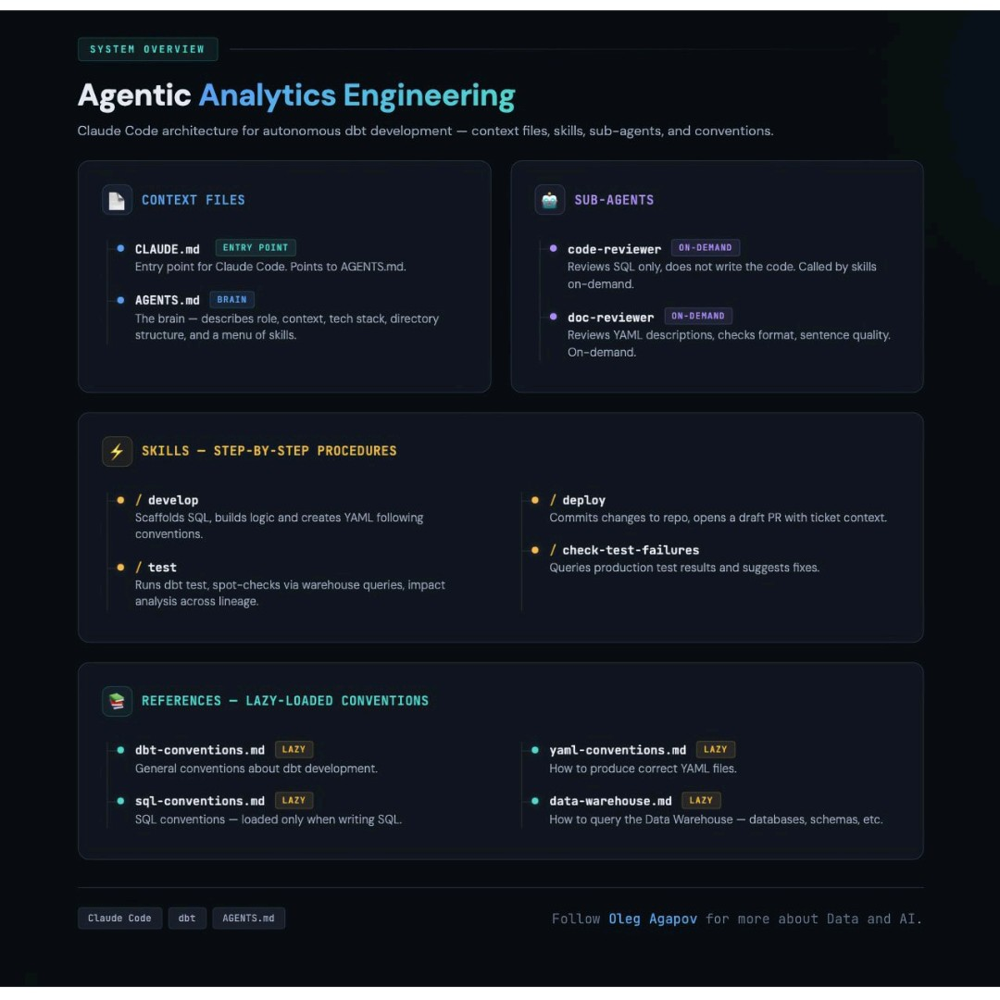 SYSTEM OVERVIEW
Agentic Analytics Engineering
Claude Code architecture for autonomous dbt development — context files, skills, sub-agents, and conventions.
CONTEXT FILES
CLAUDE.md ENTRY POINT
Entry point for Claude Code. Points to AGENTS.md.
AGENTS.md BRAIN
The brain — describes role, context, tech stack, directory
structure, and a menu of skills.
SUB-AGENTS
code-reviewer ON-DEMAND
Reviews SQL only, does not write the code. Called by skills
on-demand.
doc-reviewer ON-DEMAND
Reviews YAML descriptions, checks format, sentence quality.
On-demand.
SKILLS — STEP-BY-STEP PROCEDURES
/ develop
Scaffolds SQL, builds logic and creates YAML following
conventions.
/ test
Runs dbt test, spot-checks via warehouse queries, impact
analysis across lineage.
/ deploy
Commits changes to repo, opens a draft PR with ticket context.
/ check-test-failures
Queries production test results and suggests fixes.
REFERENCES — LAZY-LOADED CONVENTIONS
dbt-conventions.md LAZY
General conventions about dbt development.
sql-conventions.md LAZY
SQL conventions — loaded only when writing SQL.
yaml-conventions.md LAZY
How to produce correct YAML files.
data-warehouse.md LAZY
How to query the Data Warehouse — databases, schemas, etc.
Claude Code dbt AGENTS.md
Follow Oleg Agapov for more about Data and AI.